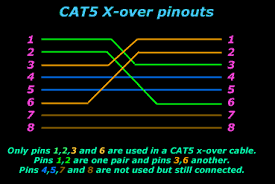 CAT5 X-over pinouts
1 1
2 2
3 3
4 4
5 5
6 6
7 7
8 8
Only pins 1,2,3 and 6 are used in a CAT5 x-over cable.
Pins 1,2 are one pair and pins 3,6 another.
Pins 4,5,7 and 8 are not used but still connected.